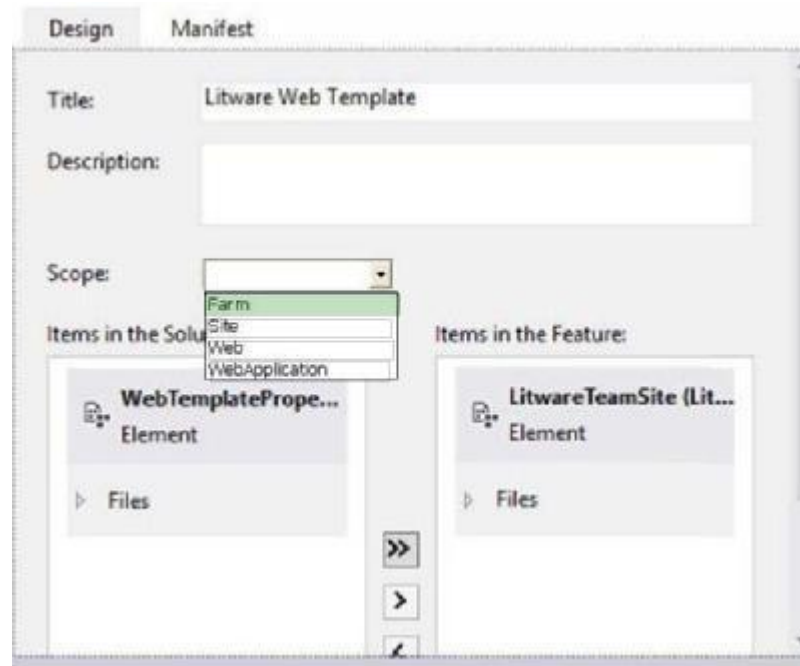 Design Manifest
Title: Litware Web Template
Description:
Scope:
Farm
Site
Web
WebApplication
Items in the Solu
Items in the Feature:
WebTemplatePrope...
Element
Files
LitwareTeamSite (Lit...
Element
Files